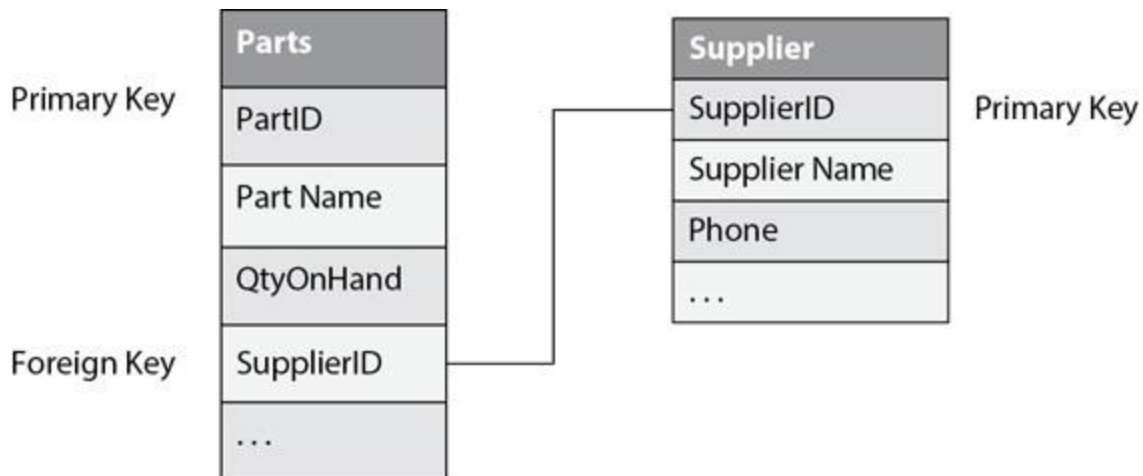 Parts
Primary Key
PartID
Part Name
QtyOnHand
Foreign Key
SupplierID
...
Supplier
SupplierID
Primary Key
Supplier Name
Phone
...